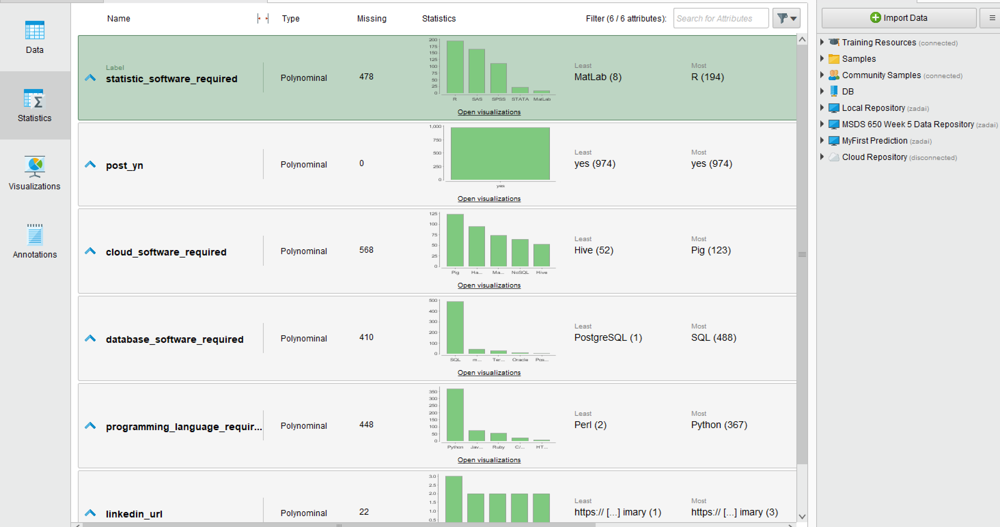 Name Type Missing Statistics Filter (6 / 6 attributes): Search for Attributes
Data
Statistics
Visualizations
Annotations
Label
statistic_software_required Polynominal 478
200
175
150
125
100
75
50
25
0
R SAS SPSS STATA MatLab
Open visualizations
Least
MatLab (8)
Most
R (194)
post_yn Polynominal 0
1,000
750
500
250
0
yes
Open visualizations
Least
yes (974)
Most
yes (974)
cloud_software_required Polynominal 568
125
100
75
50
25
0
Pig Ha... Ma... NoSQL Hive
Open visualizations
Least
Hive (52)
Most
Pig (123)
database_software_required Polynominal 410
500
400
300
200
100
0
SQL m... Ter... Oracle Pos...
Open visualizations
Least
PostgreSQL (1)
Most
SQL (488)
programming_language_requir... Polynominal 448
350
300
250
200
150
100
50
0
Python Jav... Ruby C/... HT...
Open visualizations
Least
Perl (2)
Most
Python (367)
linkedin_url Polynominal 22
3.0
2.5
2.0
1.5
1.0
0.5
Least
https:// [...] imary (1)
Most
https:// [...] imary (3)
Import Data
Training Resources (connected)
Samples
Community Samples (connected)
DB
Local Repository (zadai)
MSDS 650 Week 5 Data Repository (zadai)
MyFirst Prediction (zadai)
Cloud Repository (disconnected)